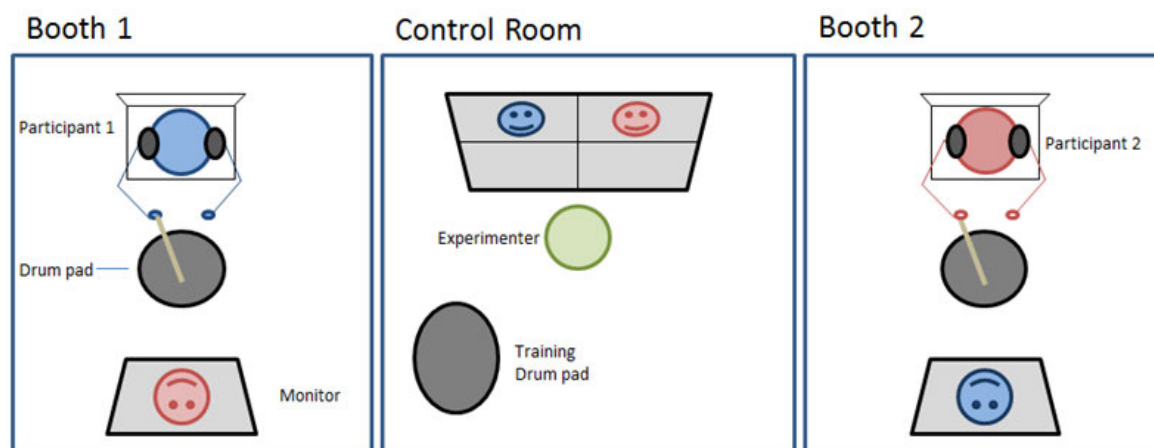 Booth 1
Control Room
Booth 2
Participant 1
Participant 2
Experimenter
Drum pad
Training
Drum pad
Monitor